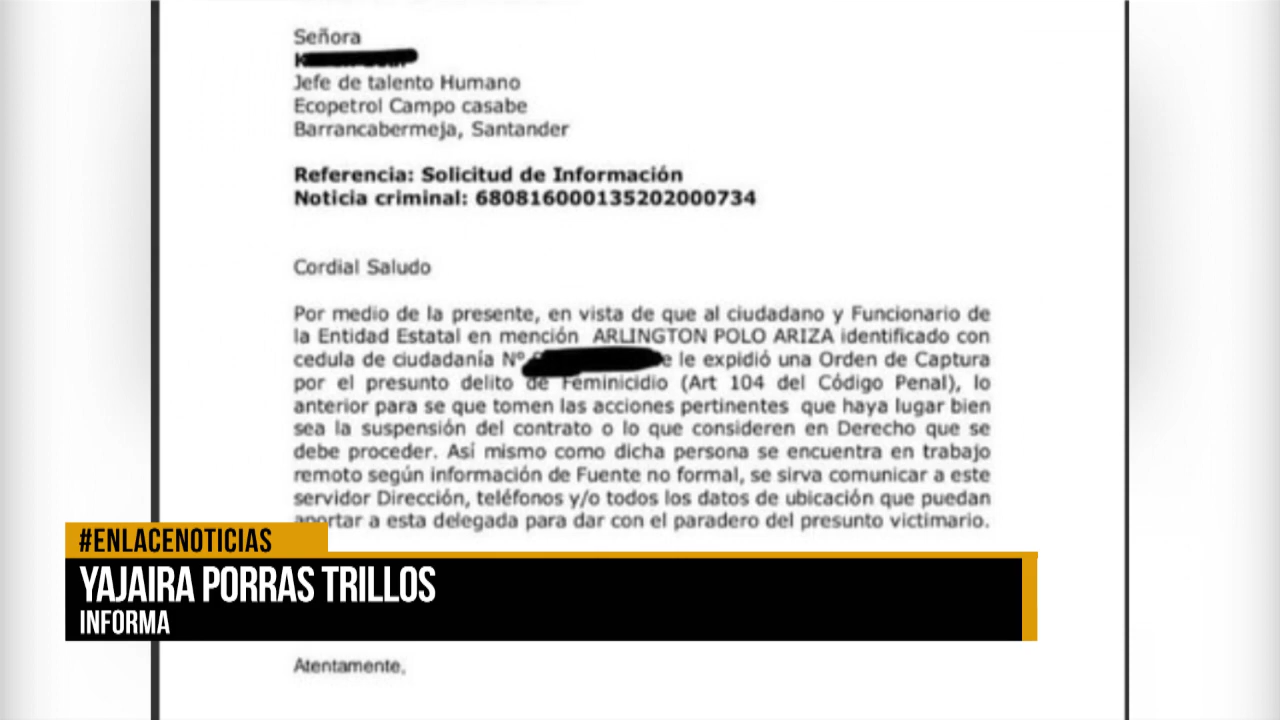 Señora
Jefe de talento Humano
Ecopetrol Campo casabe
Barrancabermeja, Santander
Referencia: Solicitud de Información
Noticia criminal: 680816000135202000734
Cordial Saludo
Por medio de la presente, en vista de que al ciudadano y Funcionario de
la Entidad Estatal en mención ARLINGTON POLO ARIZA identificado con
cedula de ciudadanía Nº e le expidió una Orden de Captura
por el presunto delito de Feminicidio (Art 104 del Código Penal), lo
anterior para se que tomen las acciones pertinentes que haya lugar bien
sea la suspensión del contrato o lo que consideren en Derecho que se
debe proceder. Así mismo como dicha persona se encuentra en trabajo
remoto según información de Fuente no formal, se sirva comunicar a este
servidor Dirección, teléfonos y/o todos los datos de ubicación que puedan
aportar a esta delegada para dar con el paradero del presunto victimario.
#ENLACENOTICIAS
YAJAIRA PORRAS TRILLOS
INFORMA
Atentamente,